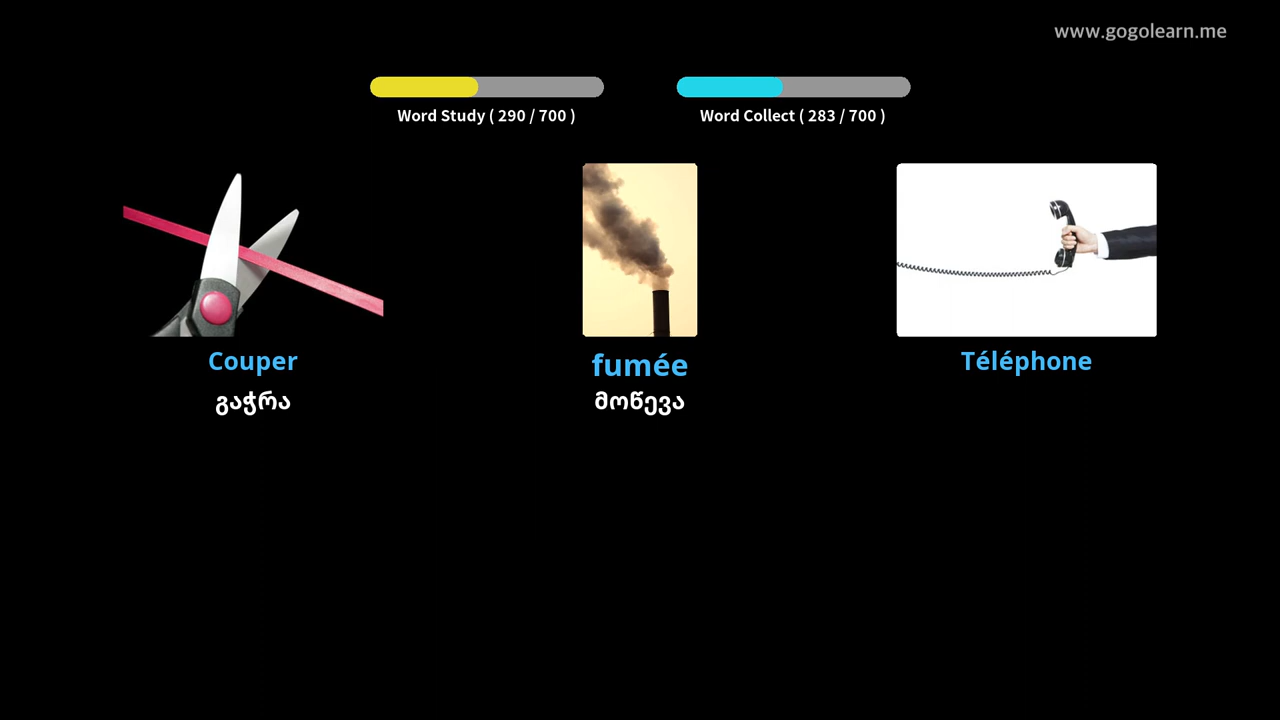 www.gogolearn.me
Word Study ( 290 / 700 )
Word Collect ( 283 / 700 )
Couper
fumée
Téléphone
გაჭრა
მოწევა